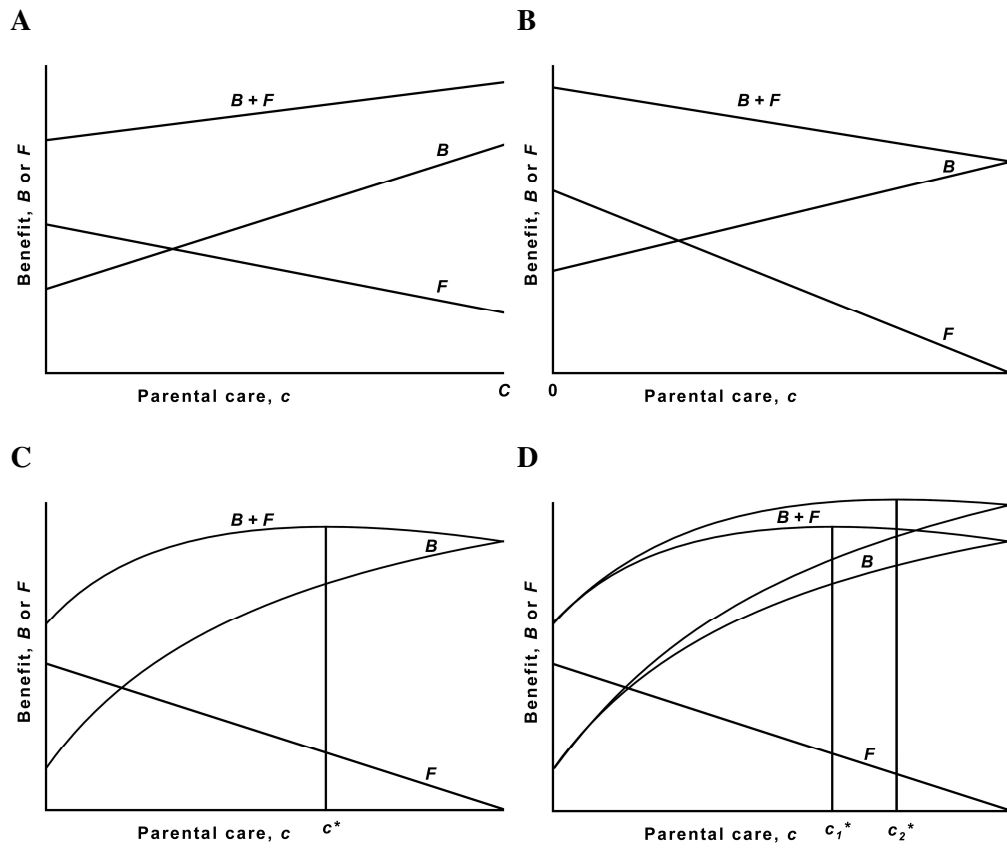 A
B + F
B
F
Benefit, B or F
Parental care, c
C
B
B + F
B
F
Benefit, B or F
0
Parental care, c
C
B + F
B
F
Benefit, B or F
Parental care, c
c*
D
B + F
B
F
Benefit, B or F
Parental care, c
c₁*
c₂*